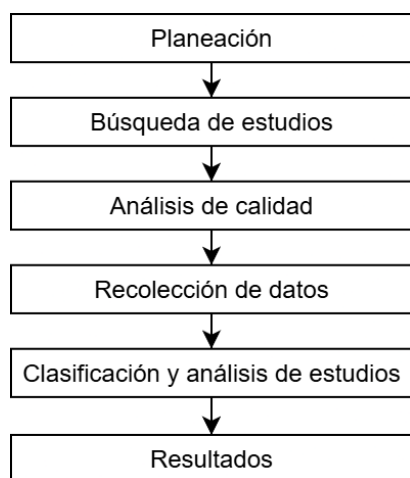 Planeación
Búsqueda de estudios
Análisis de calidad
Recolección de datos
Clasificación y análisis de estudios
Resultados